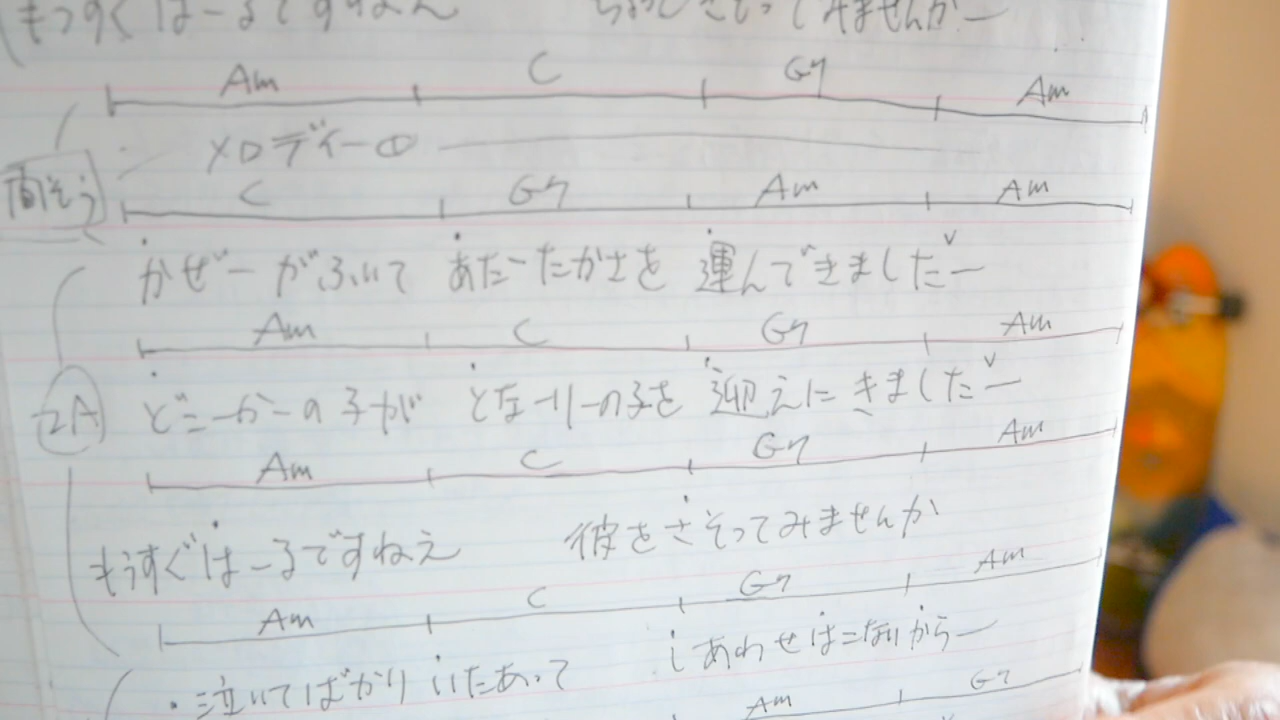 もうすぐはーるですねえ ちょっとさそってみませんかー
Am C G7 Am
メロディー①
間そう
C G7 Am Am
かぜーがふいて あたーたかさを 運んできましたー
Am C G7 Am
2A
どこーかーの子が となーりーの子を 迎えにきましたー
Am C G7 Am
もうすぐはーるですねえ 彼をさそってみませんか
Am C G7 Am
・泣いてばかりいたあって しあわせはこないからー
Am G7